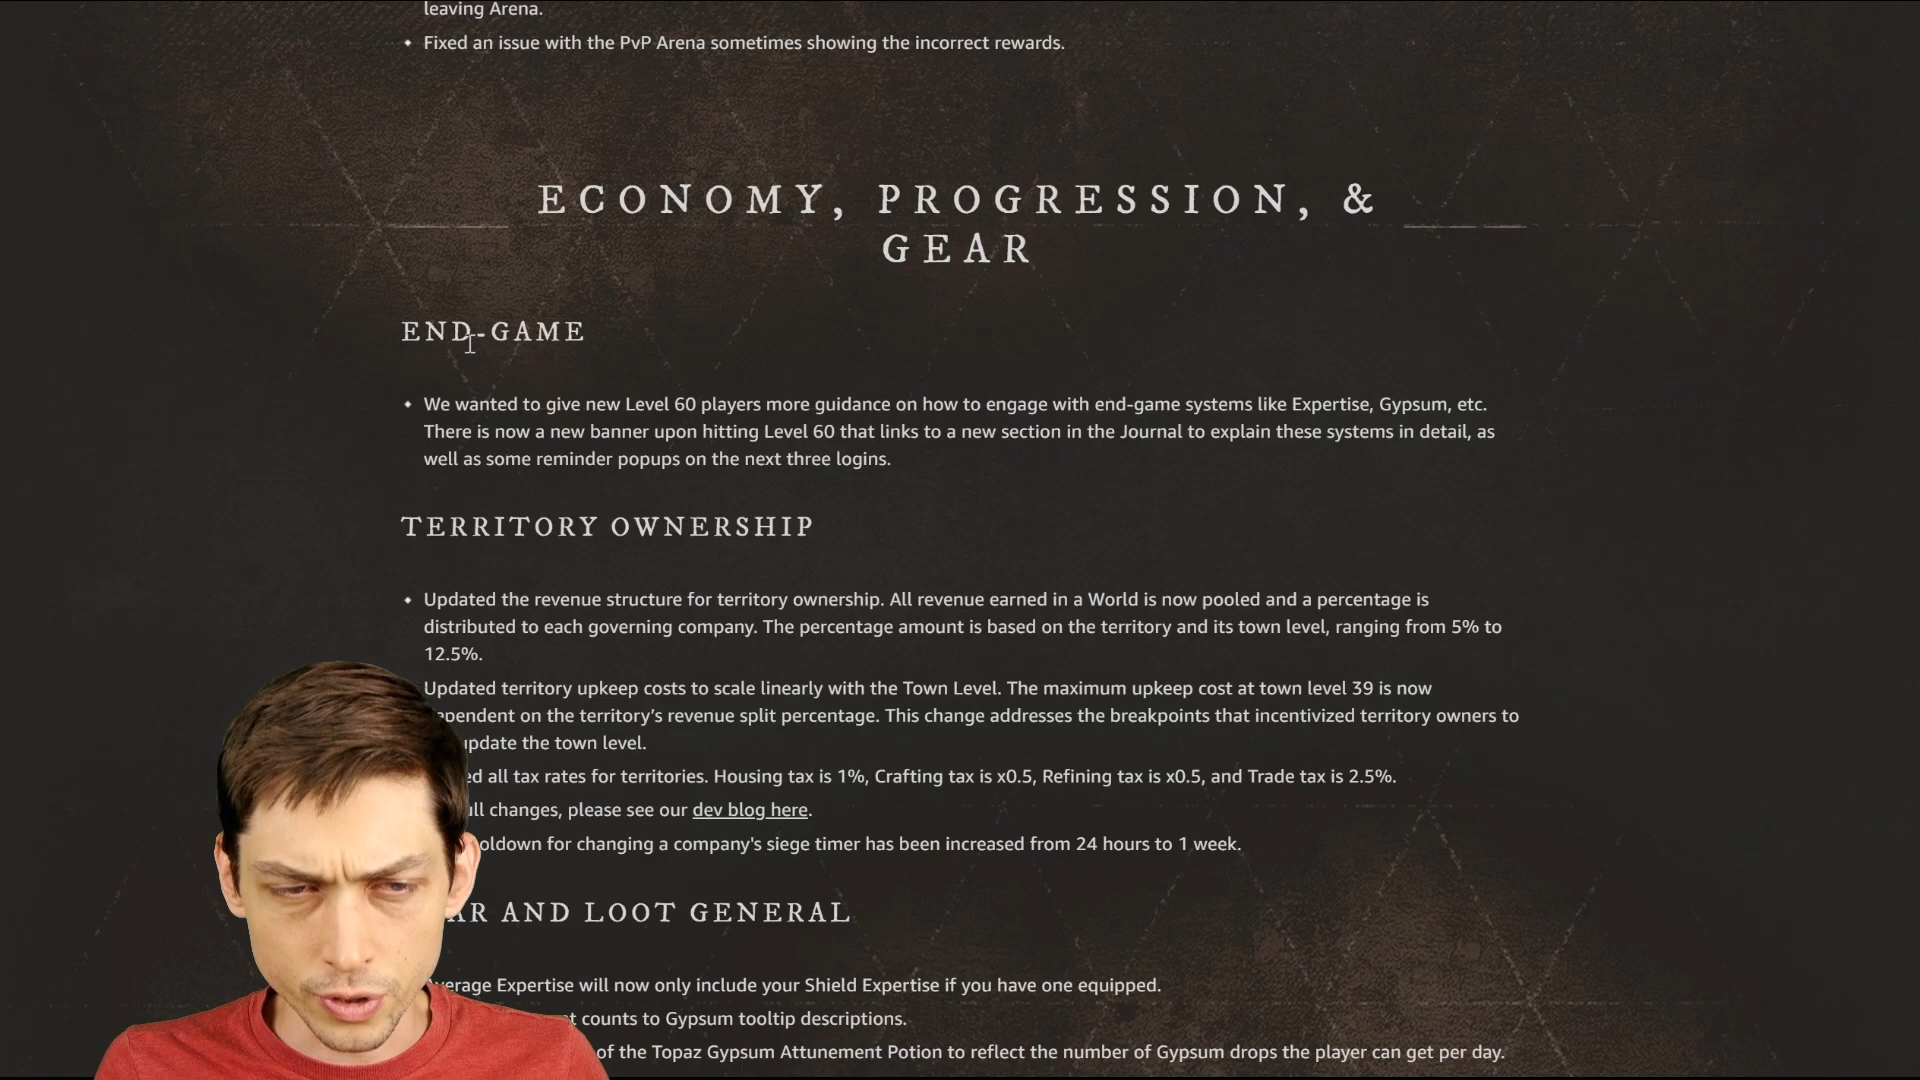 leaving Arena.
Fixed an issue with the PvP Arena sometimes showing the incorrect rewards.
ECONOMY, PROGRESSION, &
GEAR
END-GAME
We wanted to give new Level 60 players more guidance on how to engage with end-game systems like Expertise, Gypsum, etc.
There is now a new banner upon hitting Level 60 that links to a new section in the Journal to explain these systems in detail, as
well as some reminder popups on the next three logins.
TERRITORY OWNERSHIP
Updated the revenue structure for territory ownership. All revenue earned in a World is now pooled and a percentage is
distributed to each governing company. The percentage amount is based on the territory and its town level, ranging from 5% to
12.5%.
Updated territory upkeep costs to scale linearly with the Town Level. The maximum upkeep cost at town level 39 is now
dependent on the territory's revenue split percentage. This change addresses the breakpoints that incentivized territory owners to
update the town level.
all tax rates for territories. Housing tax is 1%, Crafting tax is x0.5, Refining tax is x0.5, and Trade tax is 2.5%.
changes, please see our dev blog here.
for changing a company's siege timer has been increased from 24 hours to 1 week.
AND LOOT GENERAL
Average Expertise will now only include your Shield Expertise if you have one equipped.
counts to Gypsum tooltip descriptions.
of the Topaz Gypsum Attunement Potion to reflect the number of Gypsum drops the player can get per day.